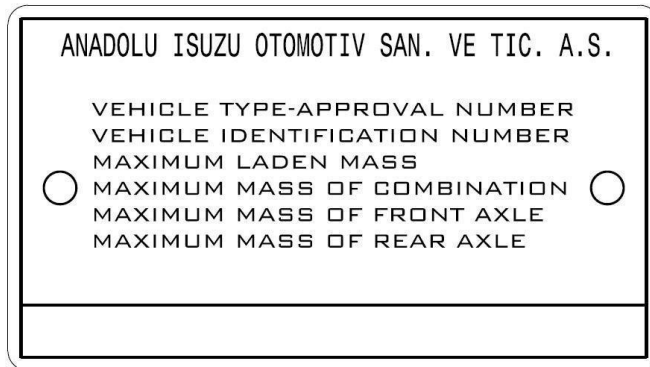 ANADOLU ISUZU OTOMOTIV SAN. VE TIC. A.S.
VEHICLE TYPE-APPROVAL NUMBER
VEHICLE IDENTIFICATION NUMBER
MAXIMUM LADEN MASS
MAXIMUM MASS OF COMBINATION
MAXIMUM MASS OF FRONT AXLE
MAXIMUM MASS OF REAR AXLE